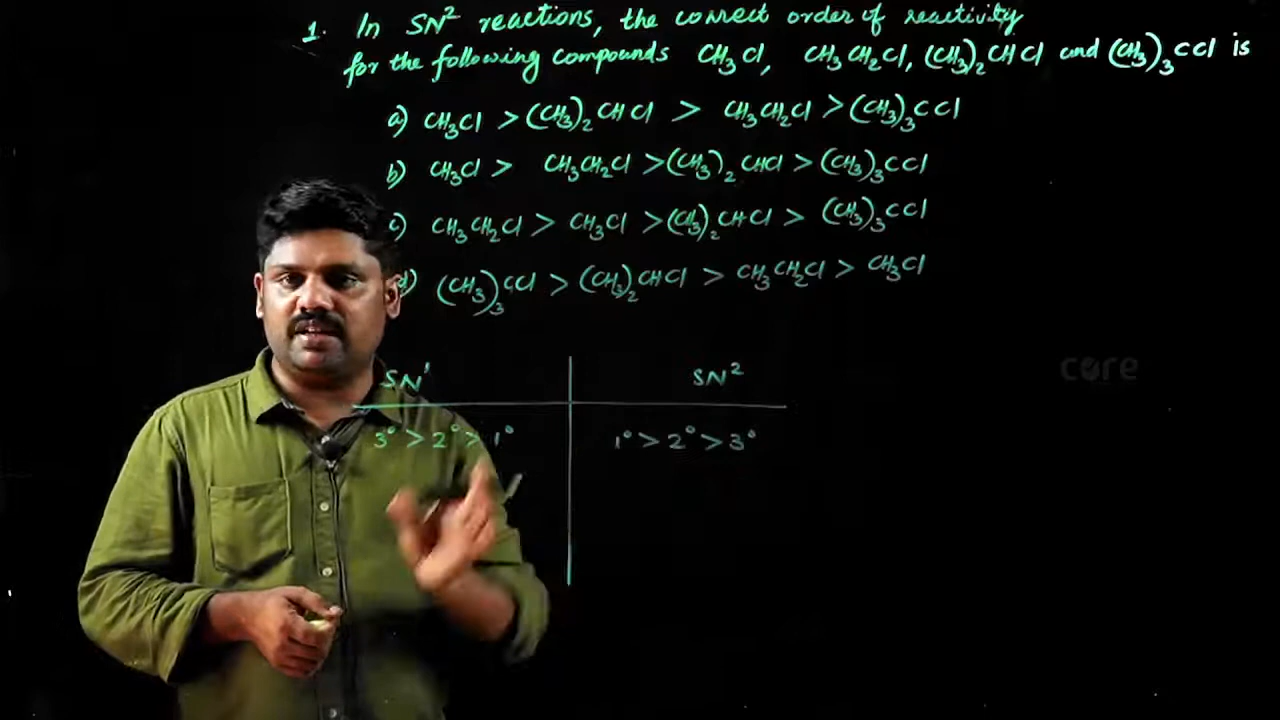 1. In SN² reactions, the correct order of reactivity
for the following compounds CH₃Cl, CH₃CH₂Cl, (CH₃)₂CHCl and (CH₃)₃CCl is
a) CH₃Cl > (CH₃)₂CHCl > CH₃CH₂Cl > (CH₃)₃CCl
b) CH₃Cl > CH₃CH₂Cl > (CH₃)₂CHCl > (CH₃)₃CCl
c) CH₃CH₂Cl > CH₃Cl > (CH₃)₂CHCl > (CH₃)₃CCl
d) (CH₃)₃CCl > (CH₃)₂CHCl > CH₃CH₂Cl > CH₃Cl
core
SN¹ SN²
3° > 2° > 1° 1° > 2° > 3°